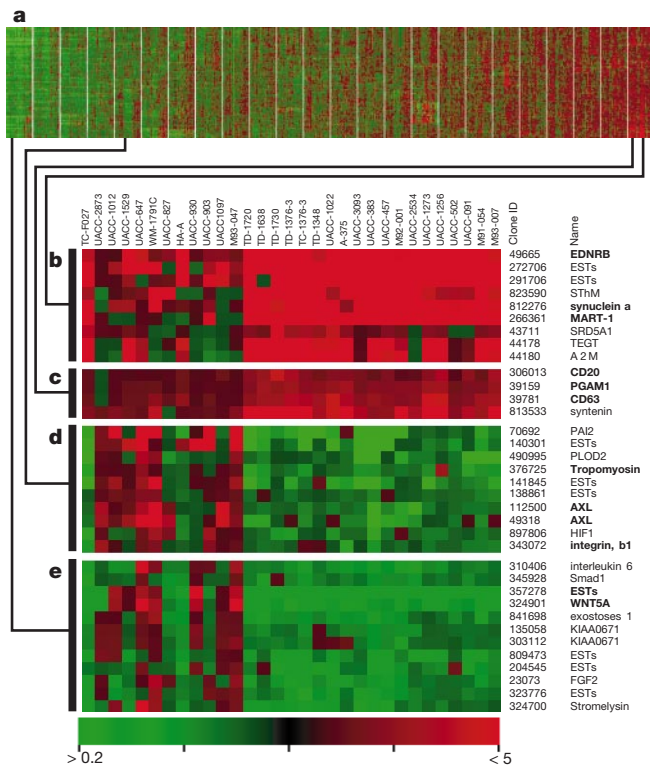 a
TC-F027
UACC-2873
UACC-1012
UACC-1529
UACC-647
WM-1791C
UACC-827
HA-A
UACC-930
UACC-903
UACC1097
M93-047
TD-1720
TD-1638
TD-1730
TD-1376-3
TC-1376-3
TD-1348
UACC-1022
A-375
UACC-3093
UACC-383
UACC-457
M92-001
UACC-2534
UACC-1273
UACC-1256
UACC-502
UACC-091
M91-054
M93-007
Clone ID
Name
b
49665 EDNRB
272706 ESTs
291706 ESTs
823590 SThM
812276 synuclein a
266361 MART-1
43711 SRD5A1
44178 TEGT
44180 A 2 M
c
306013 CD20
39159 PGAM1
39781 CD63
813533 syntenin
d
70692 PAI2
140301 ESTs
490995 PLOD2
376725 Tropomyosin
141845 ESTs
138861 ESTs
112500 AXL
49318 AXL
897806 HIF1
343072 integrin, b1
e
310406 interleukin 6
345928 Smad1
357278 ESTs
324901 WNT5A
841698 exostoses 1
135058 KIAA0671
303112 KIAA0671
809473 ESTs
204545 ESTs
23073 FGF2
323776 ESTs
324700 Stromelysin
> 0.2 < 5